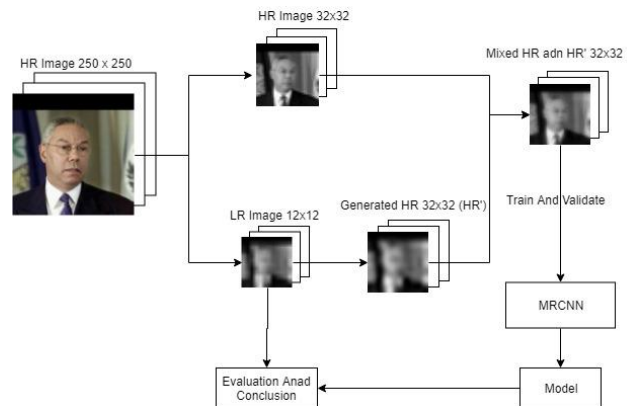 HR Image 32x32
HR Image 250 x 250
Mixed HR adn HR' 32x32
LR Image 12x12
Generated HR 32x32 (HR')
Train And Validate
MRCNN
Evaluation Anad
Conclusion
Model